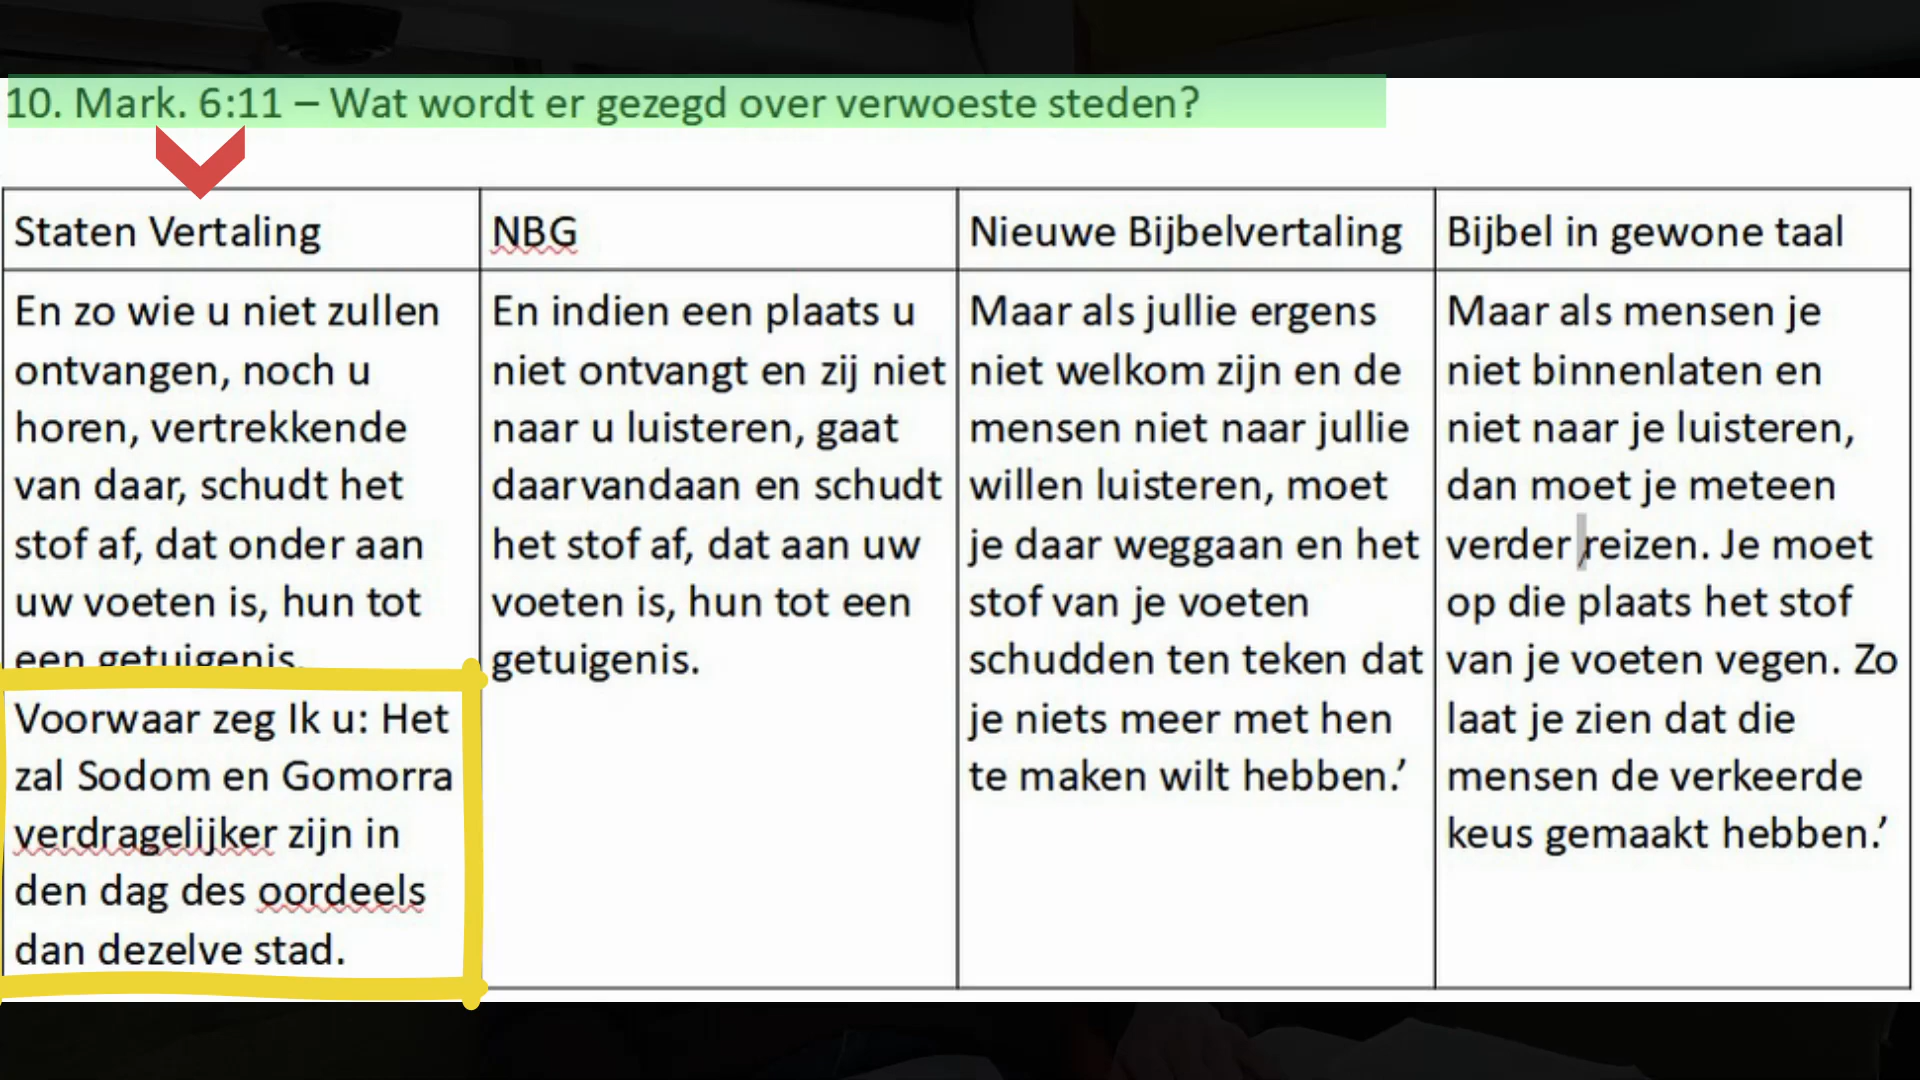 10. Mark. 6:11 – Wat wordt er gezegd over verwoeste steden?
Staten Vertaling
En zo wie u niet zullen
ontvangen, noch u
horen, vertrekkende
van daar, schudt het
stof af, dat onder aan
uw voeten is, hun tot
een getuigenis.
Voorwaar zeg Ik u: Het
zal Sodom en Gomorra
verdragelijker zijn in
den dag des oordeels
dan dezelve stad.
NBG
En indien een plaats u
niet ontvangt en zij niet
naar u luisteren, gaat
daarvandaan en schudt
het stof af, dat aan uw
voeten is, hun tot een
getuigenis.
Nieuwe Bijbelvertaling
Maar als jullie ergens
niet welkom zijn en de
mensen niet naar jullie
willen luisteren, moet
je daar weggaan en het
stof van je voeten
schudden ten teken dat
je niets meer met hen
te maken wilt hebben.’
Bijbel in gewone taal
Maar als mensen je
niet binnenlaten en
niet naar je luisteren,
dan moet je meteen
verder reizen. Je moet
op die plaats het stof
van je voeten vegen. Zo
laat je zien dat die
mensen de verkeerde
keus gemaakt hebben.’